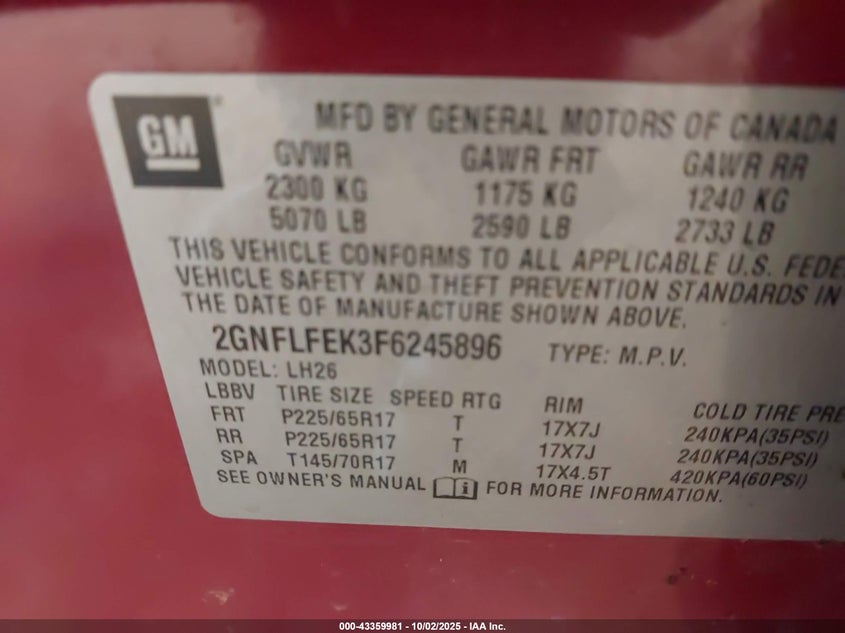 GM
MFD BY GENERAL MOTORS OF CANADA
GVWR GAWR FRT GAWR RR
2300 KG 1175 KG 1240 KG
5070 LB 2590 LB 2733 LB
THIS VEHICLE CONFORMS TO ALL APPLICABLE U.S. FEDE
VEHICLE SAFETY AND THEFT PREVENTION STANDARDS IN
THE DATE OF MANUFACTURE SHOWN ABOVE.
2GNFLFEK3F6245896 TYPE: M.P.V.
MODEL: LH26
LBBV TIRE SIZE SPEED RTG RIM COLD TIRE PRE
FRT P225/65R17 T 17X7J 240KPA(35PSI)
RR P225/65R17 T 17X7J 240KPA(35PSI)
SPA T145/70R17 M 17X4.5T 420KPA(60PSI)
SEE OWNER'S MANUAL FOR MORE INFORMATION.
000-43359981 - 10/02/2025 - IAA Inc.